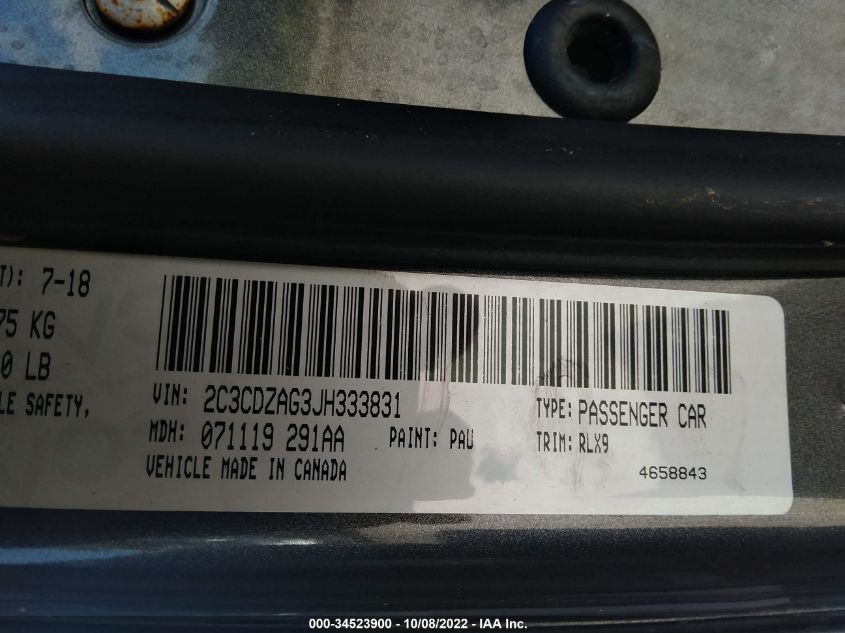 T): 7-18
75 KG
0 LB
LE SAFETY,
VIN: 2C3CDZAG3JH333831
TYPE: PASSENGER CAR
MDH: 071119 291AA
PAINT: PAU
TRIM: RLX9
VEHICLE MADE IN CANADA
4658843
000-34523900 - 10/08/2022 - IAA Inc.